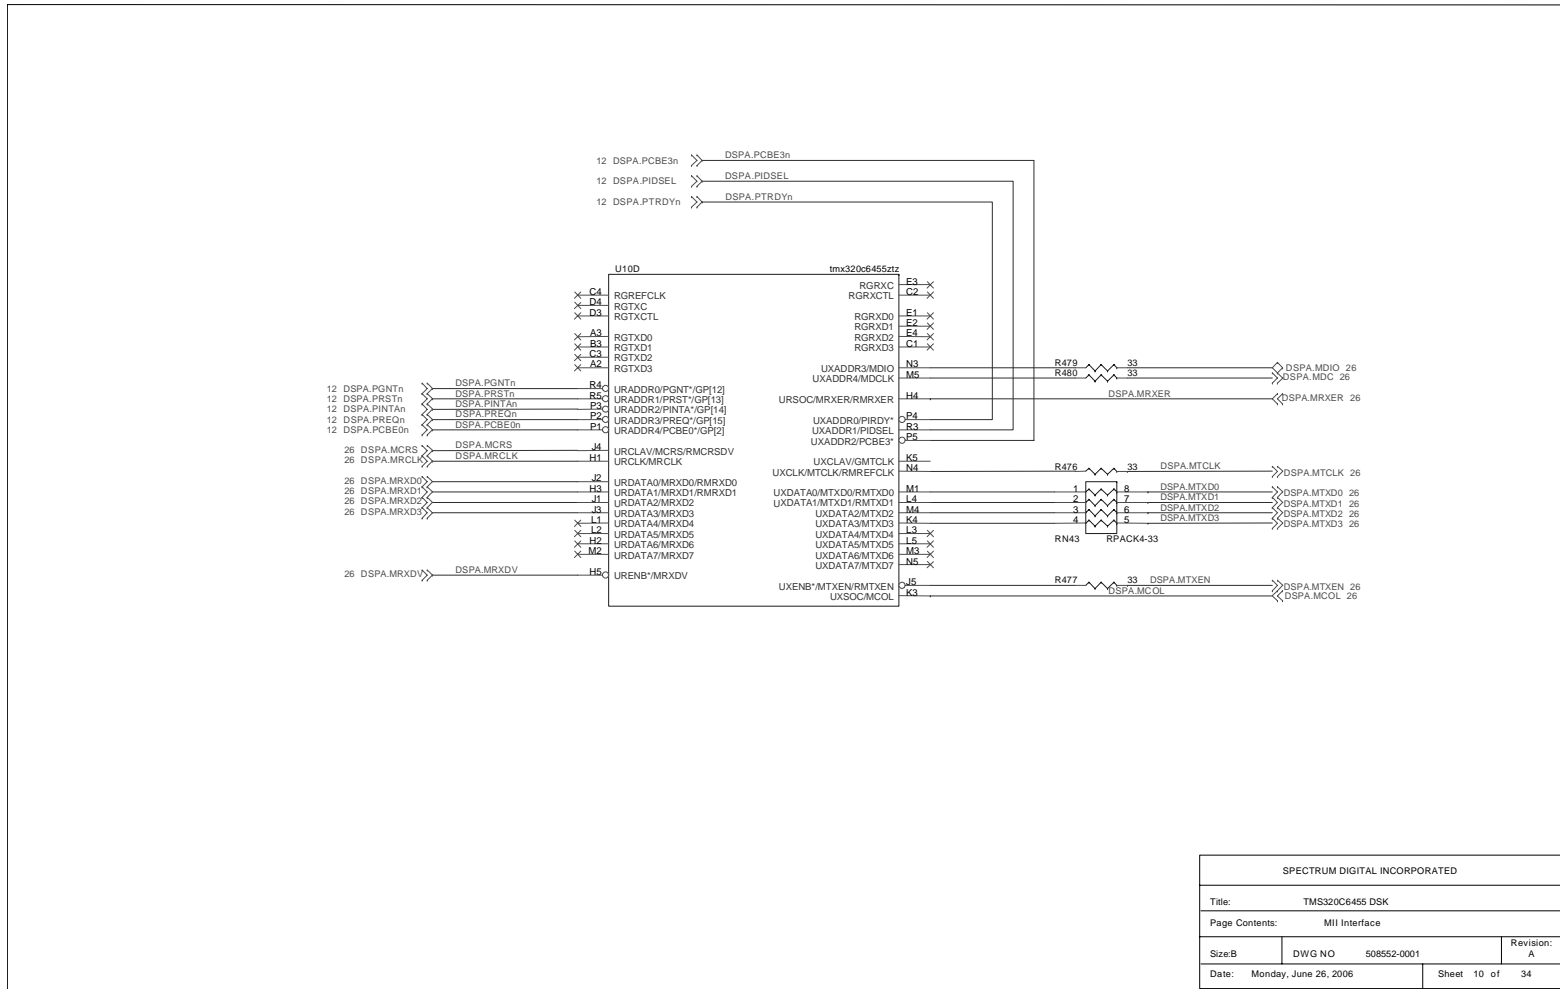 12 DSPA.PCBE3n DSPA.PCBE3n
12 DSPA.PIDSEL DSPA.PIDSEL
12 DSPA.PTRDYn DSPA.PTRDYn
U10D tmx320c6455ztz
C4 RGREFCLK
D4 RGTXC
D3 RGTXCTL
A3 RGTXD0
B3 RGTXD1
C3 RGTXD2
A2 RGTXD3
12 DSPA.PGNTn DSPA.PGNTn R4 URADDR0/PGNT*/GP[12]
12 DSPA.PRSTn DSPA.PRSTn R5 URADDR1/PRST*/GP[13]
12 DSPA.PINTAn DSPA.PINTAn P3 URADDR2/PINTA*/GP[14]
12 DSPA.PREQn DSPA.PREQn P2 URADDR3/PREQ*/GP[15]
12 DSPA.PCBE0n DSPA.PCBE0n P1 URADDR4/PCBE0*/GP[2]
26 DSPA.MCRS DSPA.MCRS J4 URCLAV/MCRS/RMCRSDV
26 DSPA.MRCLK DSPA.MRCLK H1 URCLK/MRCLK
26 DSPA.MRXD0 J2 URDATA0/MRXD0/RMRXD0
26 DSPA.MRXD1 H3 URDATA1/MRXD1/RMRXD1
26 DSPA.MRXD2 J1 URDATA2/MRXD2
26 DSPA.MRXD3 J3 URDATA3/MRXD3
L1 URDATA4/MRXD4
L2 URDATA5/MRXD5
H2 URDATA6/MRXD6
M2 URDATA7/MRXD7
26 DSPA.MRXDV DSPA.MRXDV H5 URENB*/MRXDV
RGRXC E3
RGRXCTL C2
RGRXD0 E1
RGRXD1 E2
RGRXD2 E4
RGRXD3 C1
UXADDR3/MDIO N3 R479 33 DSPA.MDIO 26
UXADDR4/MDCLK M5 R480 33 DSPA.MDC 26
URSOC/MRXER/RMRXER H4 DSPA.MRXER DSPA.MRXER 26
UXADDR0/PIRDY* P4
UXADDR1/PIDSEL R3
UXADDR2/PCBE3* P5
UXCLAV/GMTCLK K5
UXCLK/MTCLK/RMREFCLK N4 R476 33 DSPA.MTCLK DSPA.MTCLK 26
UXDATA0/MTXD0/RMTXD0 M1 1 8 DSPA.MTXD0 DSPA.MTXD0 26
UXDATA1/MTXD1/RMTXD1 L4 2 7 DSPA.MTXD1 DSPA.MTXD1 26
UXDATA2/MTXD2 M4 3 6 DSPA.MTXD2 DSPA.MTXD2 26
UXDATA3/MTXD3 K4 4 5 DSPA.MTXD3 DSPA.MTXD3 26
UXDATA4/MTXD4 L3
RN43 RPACK4-33
UXDATA5/MTXD5 L5
UXDATA6/MTXD6 M3
UXDATA7/MTXD7 N5
UXENB*/MTXEN/RMTXEN J5 R477 33 DSPA.MTXEN DSPA.MTXEN 26
UXSOC/MCOL K3 DSPA.MCOL DSPA.MCOL 26
SPECTRUM DIGITAL INCORPORATED
Title: TMS320C6455 DSK
Page Contents: MII Interface
Size:B DWG NO 508552-0001 Revision: A
Date: Monday, June 26, 2006 Sheet 10 of 34